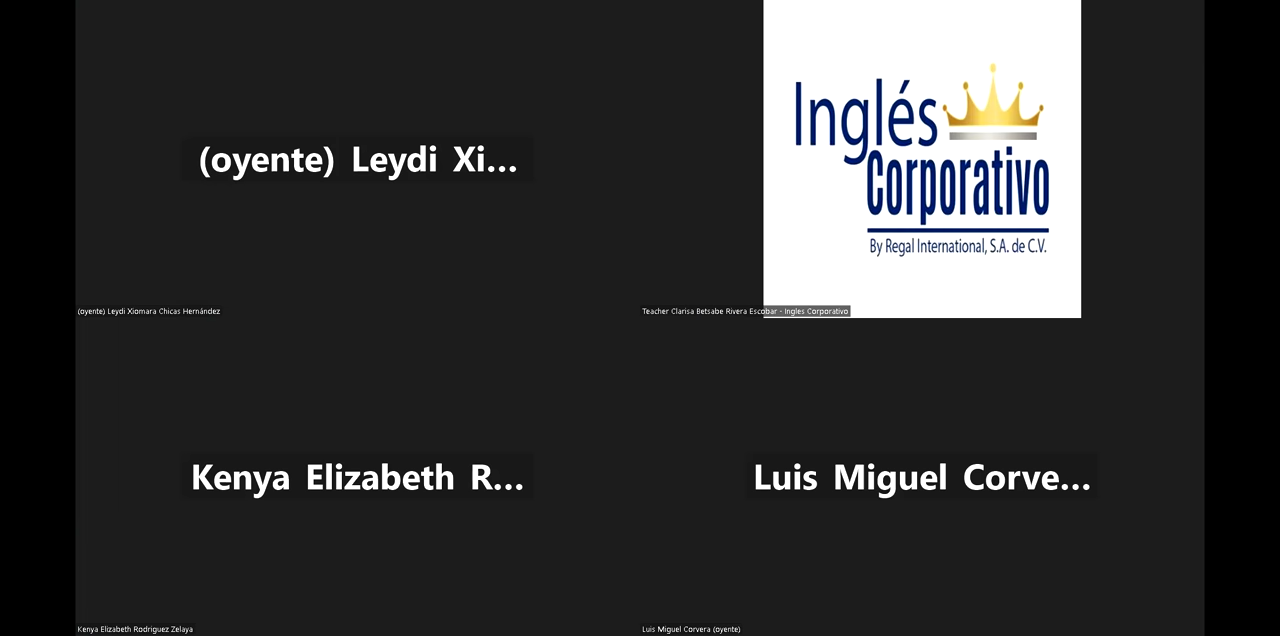 (oyente) Leydi Xi...
(oyente) Leydi Xiomara Chicas Hernández
Inglés
Corporativo
By Regal International, S.A. de C.V.
Teacher Clarisa Betsabe Rivera Escobar - Ingles Corporativo
Kenya Elizabeth R...
Kenya Elizabeth Rodriguez Zelaya
Luis Miguel Corve...
Luis Miguel Corvera (oyente)